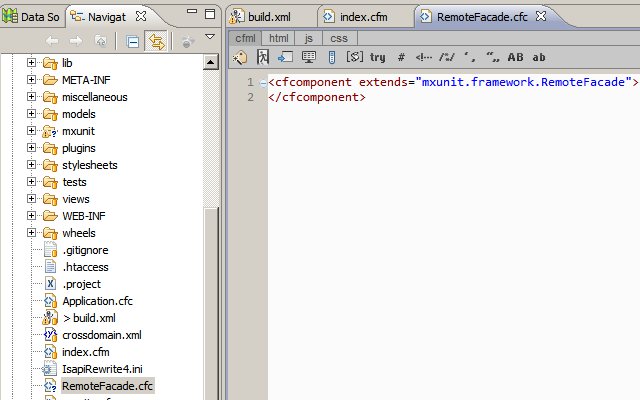 Data So
Navigat
build.xml
index.cfm
RemoteFacade.cfc
cfml html js css
try # <!-- /*:/ ‘, “„ AB ab
lib
META-INF
miscellaneous
models
mxunit
plugins
stylesheets
tests
views
WEB-INF
wheels
.gitignore
.htaccess
.project
Application.cfc
> build.xml
crossdomain.xml
index.cfm
IsapiRewrite4.ini
RemoteFacade.cfc
1 <cfcomponent extends="mxunit.framework.RemoteFacade">
2 </cfcomponent>